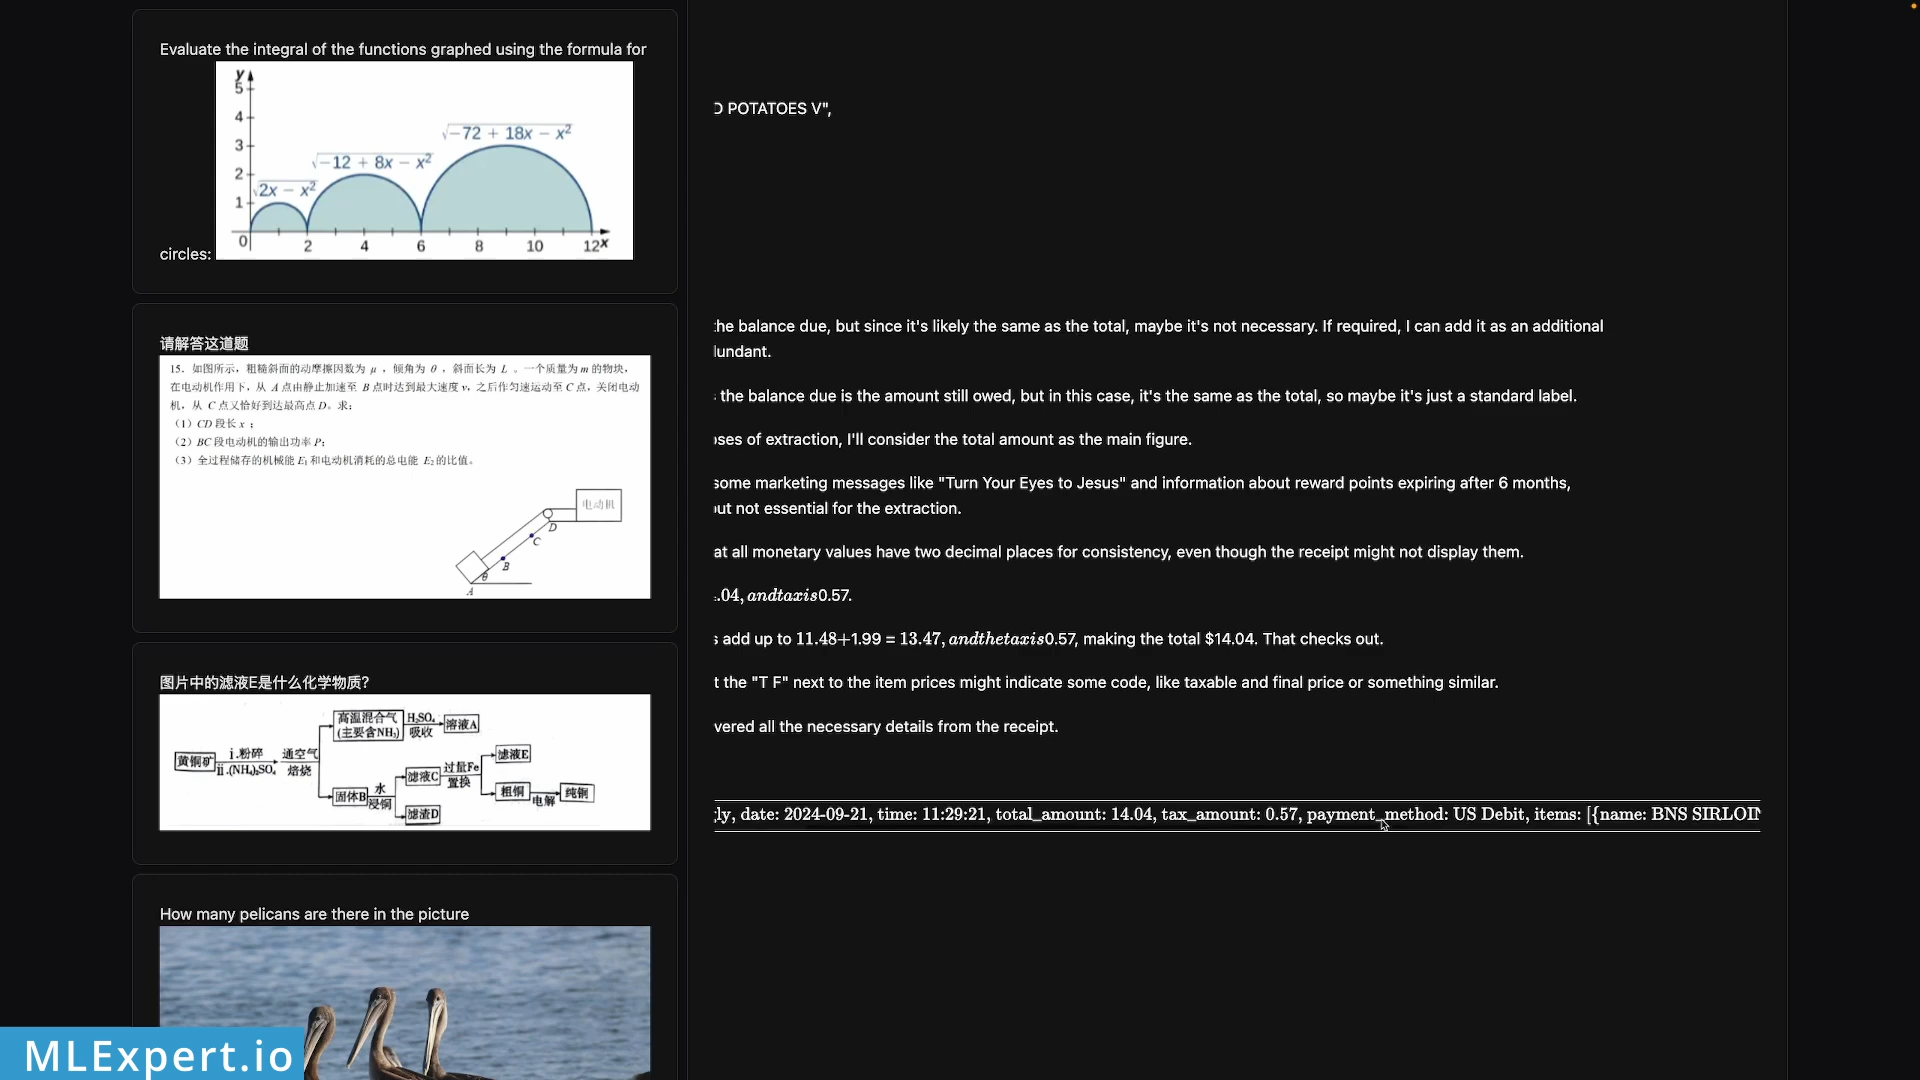 Evaluate the integral of the functions graphed using the formula for
y
5
4
3
2
1
0
√2x − x²
√−12 + 8x − x²
√−72 + 18x − x²
2
4
6
8
10
12
x
circles:
请解答这道题
15．如图所示，粗糙斜面的动摩擦因数为 μ ，倾角为 θ ，斜面长为 L 。一个质量为 m 的物块，
在电动机作用下，从 A 点由静止加速至 B 点时达到最大速度 v，之后作匀速运动至 C 点，关闭电动
机，从 C 点又恰好到达最高点 D。求：
（1）CD 段长 x ；
（2）BC 段电动机的输出功率 P；
（3）全过程储存的机械能 E₁ 和电动机消耗的总电能 E₂ 的比值。
电动机
D
C
B
θ
A
图片中的滤液E是什么化学物质？
高温混合气
(主要含NH₃)
H₂SO₄
吸收
溶液A
黄铜矿
ⅰ.粉碎
ⅱ.(NH₄)₂SO₄
通空气
焙烧
固体B
水
浸铜
滤液C
滤渣D
过量Fe
置换
滤液E
粗铜
电解
纯铜
How many pelicans are there in the picture
D POTATOES V",
the balance due, but since it's likely the same as the total, maybe it's not necessary. If required, I can add it as an additional
lundant.
the balance due is the amount still owed, but in this case, it's the same as the total, so maybe it's just a standard label.
oses of extraction, I'll consider the total amount as the main figure.
some marketing messages like "Turn Your Eyes to Jesus" and information about reward points expiring after 6 months,
out not essential for the extraction.
at all monetary values have two decimal places for consistency, even though the receipt might not display them.
.04, andtaxis0.57.
s add up to 11.48+1.99 = 13.47, andthetaxis0.57, making the total $14.04. That checks out.
t the "T F" next to the item prices might indicate some code, like taxable and final price or something similar.
vered all the necessary details from the receipt.
ly, date: 2024-09-21, time: 11:29:21, total_amount: 14.04, tax_amount: 0.57, payment_method: US Debit, items: [{name: BNS SIRLOIN
MLExpert.io